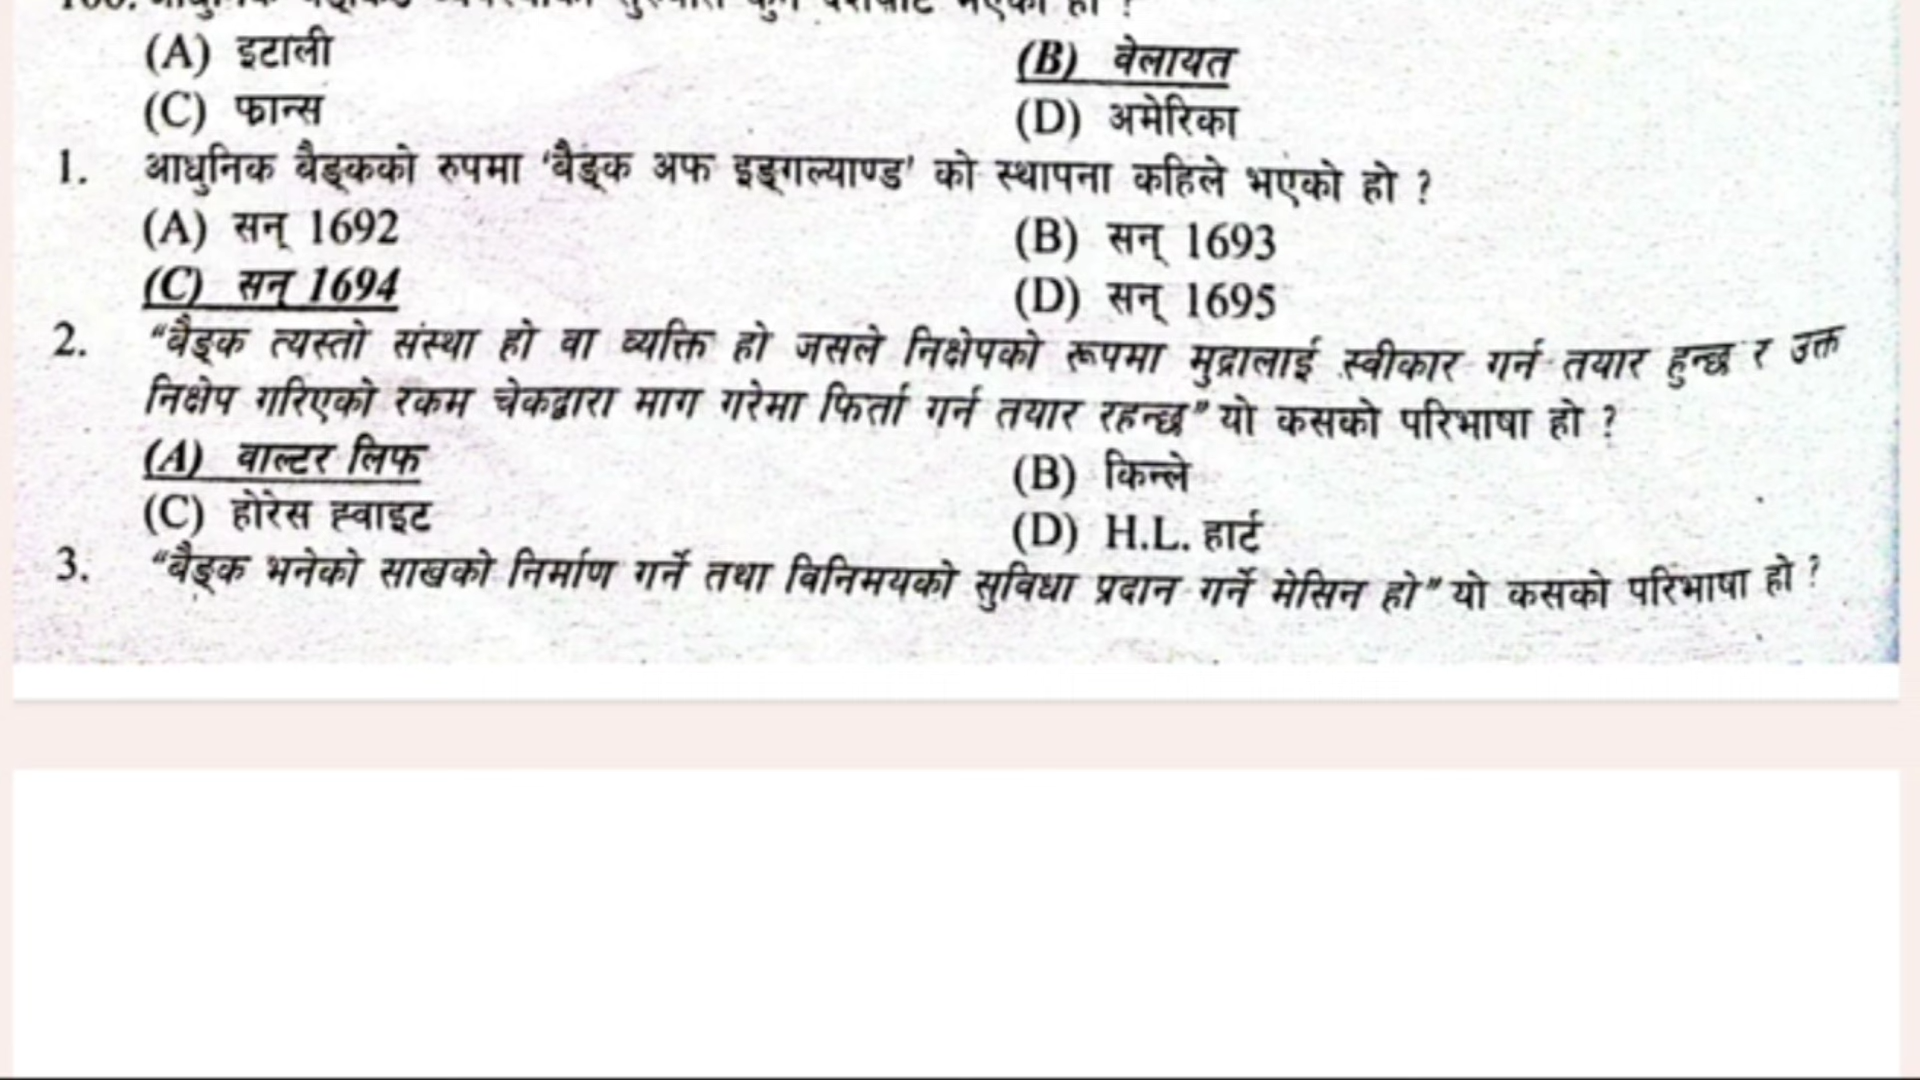 (A) इटाली
(B) वेलायत
(C) फ्रान्स
(D) अमेरिका
1. आधुनिक बैड्कको रुपमा 'बैड्क अफ इड्गल्याण्ड' को स्थापना कहिले भएको हो ?
(A) सन् 1692
(B) सन् 1693
(C) सन् 1694
(D) सन् 1695
2. "बैड्क त्यस्तो संस्था हो वा व्यक्ति हो जसले निक्षेपको रूपमा मुद्रालाई स्वीकार गर्न तयार हुन्छ र उक्त
निक्षेप गरिएको रकम चेकद्वारा माग गरेमा फिर्ता गर्न तयार रहन्छ" यो कसको परिभाषा हो ?
(A) वाल्टर लिफ
(B) किन्ले
(C) होरेस ह्वाइट
(D) H.L. हार्ट
3. "बैड्क भनेको साखको निर्माण गर्ने तथा विनिमयको सुविधा प्रदान गर्ने मेसिन हो" यो कसको परिभाषा हो ?